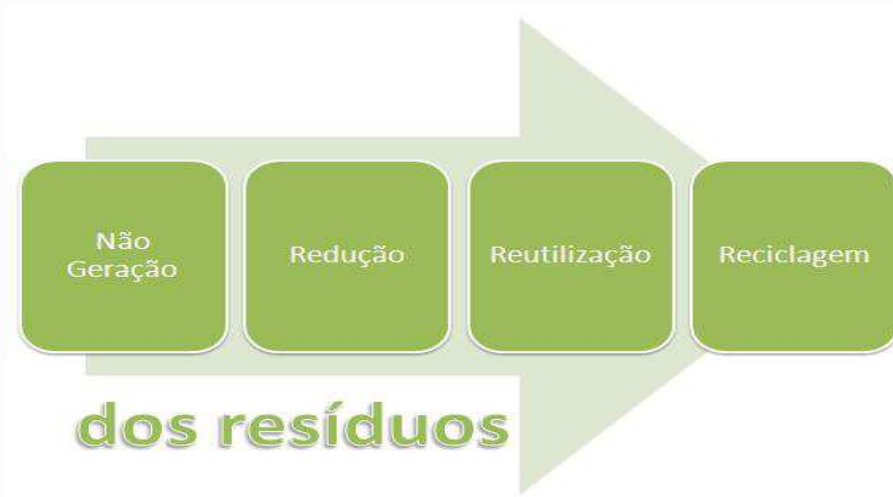 Não
Geração
Redução
Reutilização
Reciclagem
dos resíduos